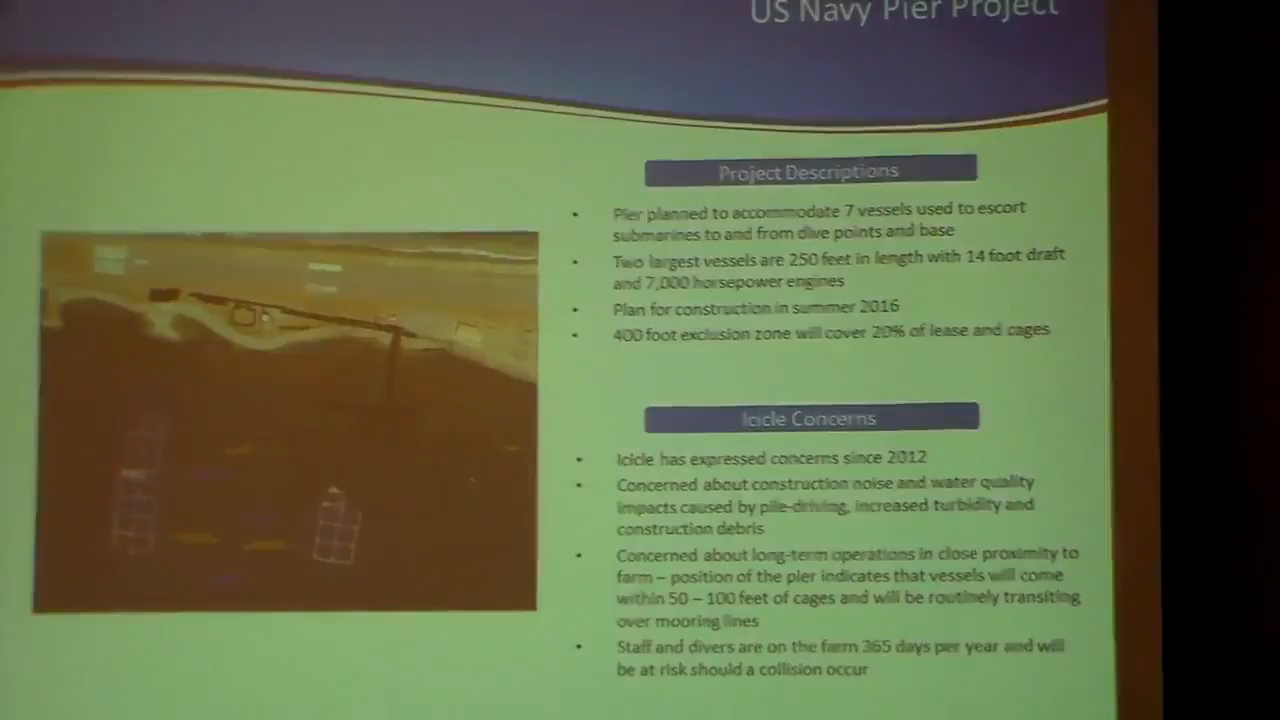 US Navy Pier Project
Project Descriptions
• Pier planned to accommodate 7 vessels used to escort
submarines to and from dive points and base
• Two largest vessels are 250 feet in length with 14 foot draft
and 7,000 horsepower engines
• Plan for construction in summer 2016
• 400 foot exclusion zone will cover 20% of lease and cages
Icicle Concerns
• Icicle has expressed concerns since 2012
• Concerned about construction noise and water quality
impacts caused by pile-driving, increased turbidity and
construction debris
• Concerned about long-term operations in close proximity to
farm – position of the pier indicates that vessels will come
within 50 – 100 feet of cages and will be routinely transiting
over mooring lines
• Staff and divers are on the farm 365 days per year and will
be at risk should a collision occur